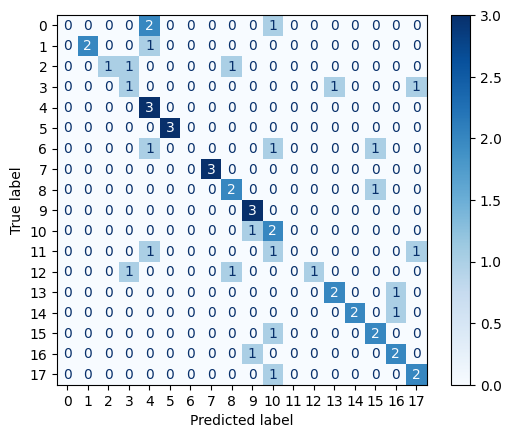 True label
0 0 0 0 0 2 0 0 0 0 0 1 0 0 0 0 0 0 0
1 0 2 0 0 1 0 0 0 0 0 0 0 0 0 0 0 0 0
2 0 0 1 1 0 0 0 0 1 0 0 0 0 0 0 0 0 0
3 0 0 0 1 0 0 0 0 0 0 0 0 0 1 0 0 0 1
4 0 0 0 0 3 0 0 0 0 0 0 0 0 0 0 0 0 0
5 0 0 0 0 0 3 0 0 0 0 0 0 0 0 0 0 0 0
6 0 0 0 0 1 0 0 0 0 0 1 0 0 0 0 1 0 0
7 0 0 0 0 0 0 0 3 0 0 0 0 0 0 0 0 0 0
8 0 0 0 0 0 0 0 0 2 0 0 0 0 0 0 1 0 0
9 0 0 0 0 0 0 0 0 0 3 0 0 0 0 0 0 0 0
10 0 0 0 0 0 0 0 0 0 1 2 0 0 0 0 0 0 0
11 0 0 0 0 1 0 0 0 0 0 1 0 0 0 0 0 0 1
12 0 0 0 1 0 0 0 0 1 0 0 0 1 0 0 0 0 0
13 0 0 0 0 0 0 0 0 0 0 0 0 0 2 0 0 1 0
14 0 0 0 0 0 0 0 0 0 0 0 0 0 0 2 0 1 0
15 0 0 0 0 0 0 0 0 0 0 1 0 0 0 0 2 0 0
16 0 0 0 0 0 0 0 0 0 1 0 0 0 0 0 0 2 0
17 0 0 0 0 0 0 0 0 0 0 1 0 0 0 0 0 0 2
0 1 2 3 4 5 6 7 8 9 10 11 12 13 14 15 16 17
Predicted label
3.0
2.5
2.0
1.5
1.0
0.5
0.0